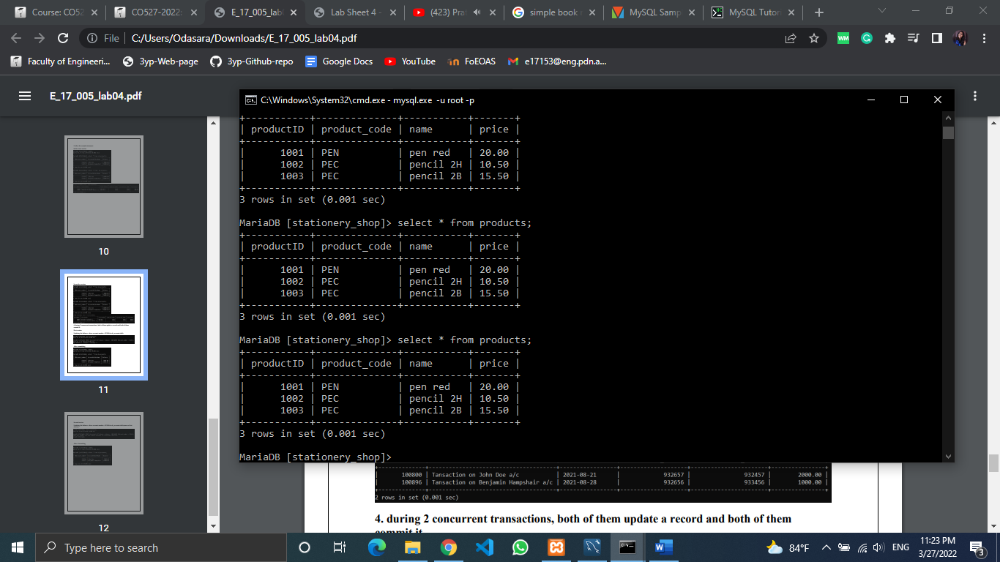 Course: CO52
CO527-2022:
E_17_005_lab
Lab Sheet 4 -
(423) Pra
simple book
MySQL Samp
MySQL Tutor
File
C:/Users/Odasara/Downloads/E_17_005_lab04.pdf
Faculty of Engineeri...
3yp-Web-page
3yp-Github-repo
Google Docs
YouTube
FoEOAS
e17153@eng.pdn.a...
E_17_005_lab04.pdf
C:\Windows\System32\cmd.exe - mysql.exe -u root -p
+-----------+--------------+-----------+-------+
| productID | product_code | name      | price |
+-----------+--------------+-----------+-------+
|      1001 | PEN          | pen red   | 20.00 |
|      1002 | PEC          | pencil 2H | 10.50 |
|      1003 | PEC          | pencil 2B | 15.50 |
+-----------+--------------+-----------+-------+
3 rows in set (0.001 sec)
MariaDB [stationery_shop]> select * from products;
+-----------+--------------+-----------+-------+
| productID | product_code | name      | price |
+-----------+--------------+-----------+-------+
|      1001 | PEN          | pen red   | 20.00 |
|      1002 | PEC          | pencil 2H | 10.50 |
|      1003 | PEC          | pencil 2B | 15.50 |
+-----------+--------------+-----------+-------+
3 rows in set (0.001 sec)
MariaDB [stationery_shop]> select * from products;
+-----------+--------------+-----------+-------+
| productID | product_code | name      | price |
+-----------+--------------+-----------+-------+
|      1001 | PEN          | pen red   | 20.00 |
|      1002 | PEC          | pencil 2H | 10.50 |
|      1003 | PEC          | pencil 2B | 15.50 |
+-----------+--------------+-----------+-------+
3 rows in set (0.001 sec)
MariaDB [stationery_shop]>
10
11
12
| 100800 | Tansaction on John Doe a/c | 2021-08-21 | 932657 | 932457 | 2000.00 |
| 100896 | Tansaction on Benjamin Hampshair a/c | 2021-08-28 | 932656 | 933456 | 1000.00 |
2 rows in set (0.001 sec)
4. during 2 concurrent transactions, both of them update a record and both of them
commit it
Type here to search
84°F
ENG
11:23 PM
3/27/2022
3